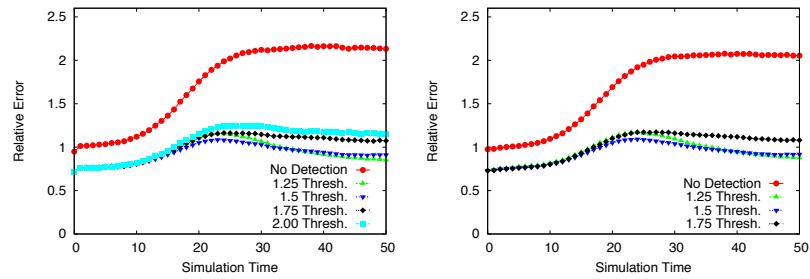 2.5
2
1.5
1
0.5
0
Relative Error
No Detection
1.25 Thresh.
1.5 Thresh.
1.75 Thresh.
2.00 Thresh.
0 10 20 30 40 50
Simulation Time
2.5
2
1.5
1
0.5
0
Relative Error
No Detection
1.25 Thresh.
1.5 Thresh.
1.75 Thresh.
0 10 20 30 40 50
Simulation Time